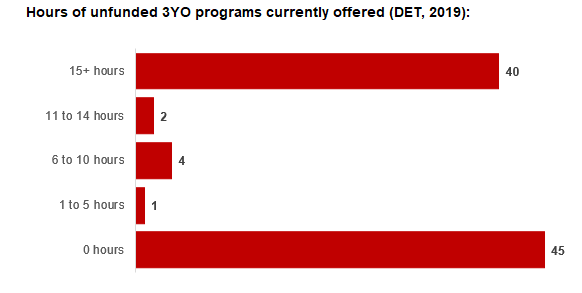 Hours of unfunded 3YO programs currently offered (DET, 2019):
15+ hours 40
11 to 14 hours 2
6 to 10 hours 4
1 to 5 hours 1
0 hours 45